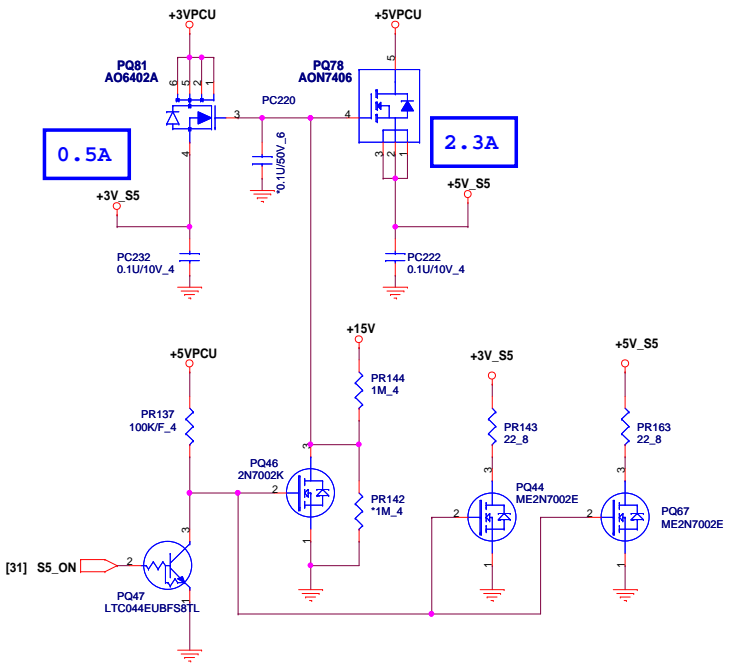 +3VPCU
+5VPCU
PQ81
AO6402A
PQ78
AON7406
6
5
2
1
5
3
PC220
4
*0.1U/50V_6
4
3
2
1
0.5A
2.3A
+3V_S5
+5V_S5
PC232
0.1U/10V_4
PC222
0.1U/10V_4
+15V
+5VPCU
+3V_S5
+5V_S5
PR144
1M_4
PR137
100K/F_4
PR143
22_8
PR163
22_8
3
PQ46
2N7002K
2
PR142
*1M_4
1
3
PQ44
ME2N7002E
2
1
3
PQ67
ME2N7002E
2
1
3
[31] S5_ON
2
PQ47
LTC044EUBFS8TL
1